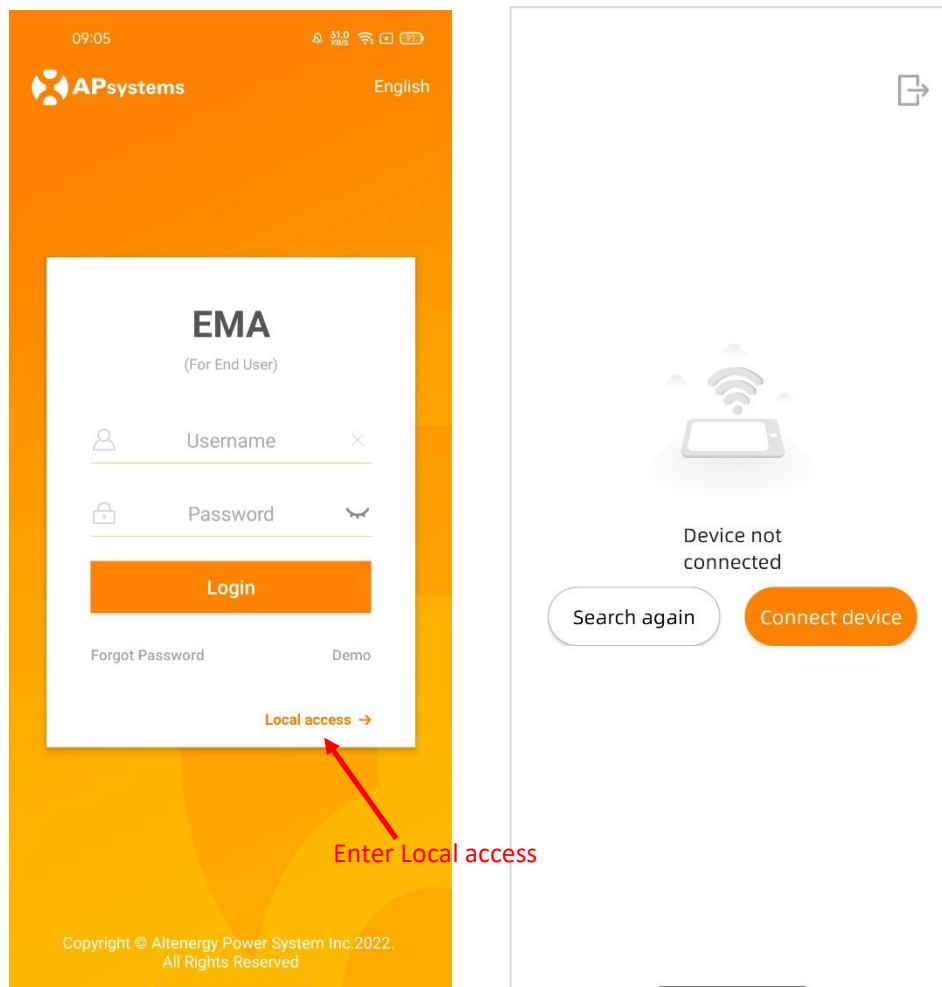 09:05
31.0
KB/S
91
APsystems
English
EMA
(For End User)
Username
Password
Login
Forgot Password
Demo
Local access →
Enter Local access
Copyright © Altenergy Power System Inc.2022.
All Rights Reserved
Device not
connected
Search again
Connect device